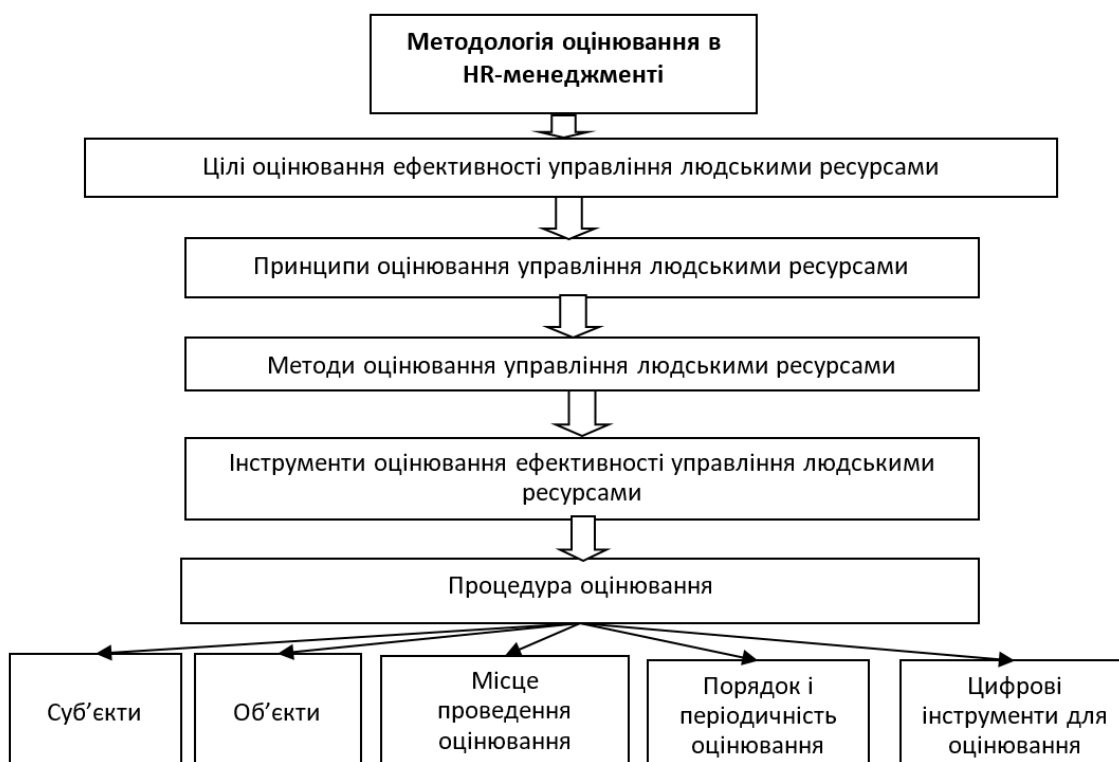 Методологія оцінювання в
HR-менеджменті
Цілі оцінювання ефективності управління людськими ресурсами
Принципи оцінювання управління людськими ресурсами
Методи оцінювання управління людськими ресурсами
Інструменти оцінювання ефективності управління людськими
ресурсами
Процедура оцінювання
Суб’єкти
Об’єкти
Місце
проведення
оцінювання
Порядок і
періодичність
оцінювання
Цифрові
інструменти для
оцінювання